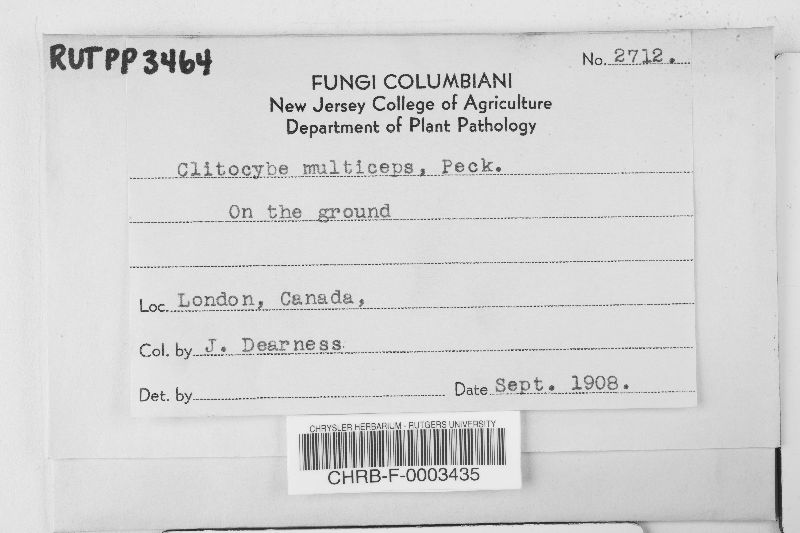 RUTPP3464
No. 2712.
FUNGI COLUMBIANI
New Jersey College of Agriculture
Department of Plant Pathology
Clitocybe multiceps, Peck.
On the ground
Loc. London, Canada,
Col. by J. Dearness
Det. by
Date Sept. 1908.
CHRYSLER HERBARIUM - RUTGERS UNIVERSITY
CHRB-F-0003435